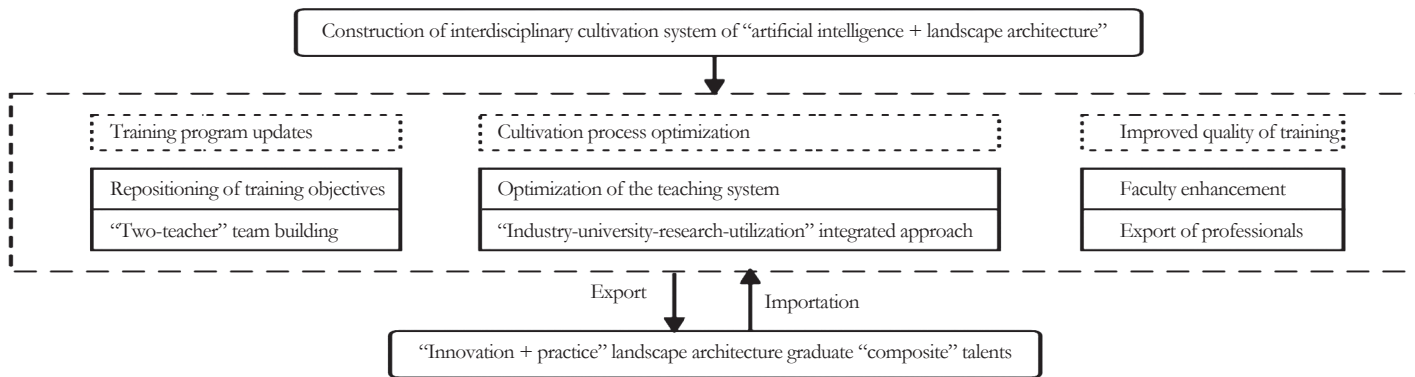 Construction of interdisciplinary cultivation system of “artificial intelligence + landscape architecture”
Training program updates
Cultivation process optimization
Improved quality of training
Repositioning of training objectives
Optimization of the teaching system
Faculty enhancement
“Two-teacher” team building
“Industry-university-research-utilization” integrated approach
Export of professionals
Export
Importation
“Innovation + practice” landscape architecture graduate “composite” talents